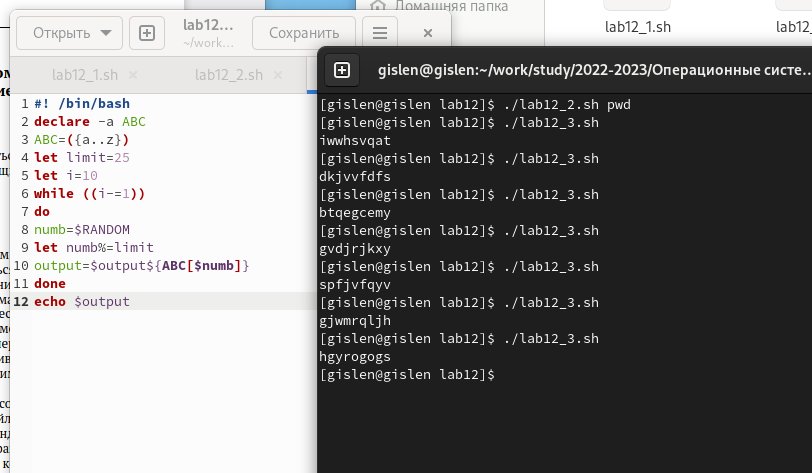 Домашняя папка
lab12_1.sh
Открыть
lab12...
~/work...
Сохранить
lab12_1.sh
lab12_2.sh
1 #! /bin/bash
2 declare -a ABC
3 ABC=({a..z})
4 let limit=25
5 let i=10
6 while ((i-=1))
7 do
8 numb=$RANDOM
9 let numb%=limit
10 output=$output${ABC[$numb]}
11 done
12 echo $output
gislen@gislen:~/work/study/2022-2023/Операционные систе...
[gislen@gislen lab12]$ ./lab12_2.sh pwd
[gislen@gislen lab12]$ ./lab12_3.sh
iwwhsvqat
[gislen@gislen lab12]$ ./lab12_3.sh
dkjvvfdfs
[gislen@gislen lab12]$ ./lab12_3.sh
btqegcemy
[gislen@gislen lab12]$ ./lab12_3.sh
gvdjrjkxy
[gislen@gislen lab12]$ ./lab12_3.sh
spfjvfqyv
[gislen@gislen lab12]$ ./lab12_3.sh
gjwmrqljh
[gislen@gislen lab12]$ ./lab12_3.sh
hgyrogogs
[gislen@gislen lab12]$